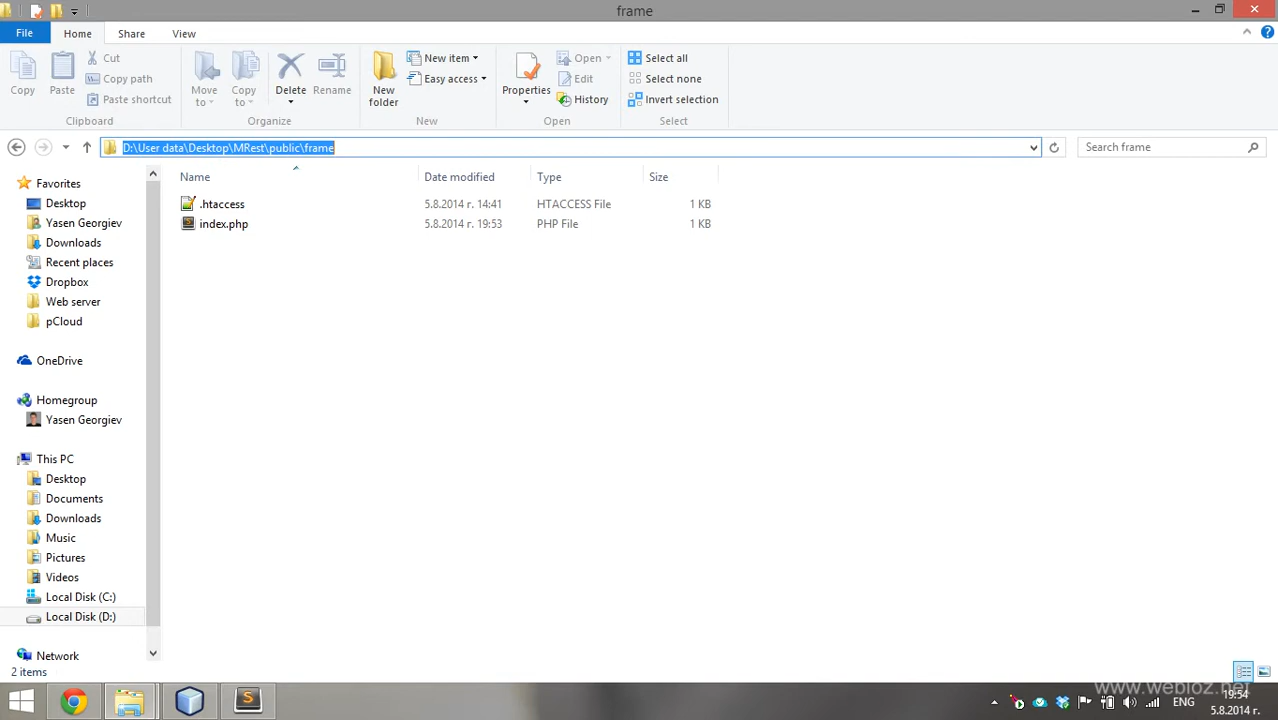 frame
File
Home
Share
View
Copy
Paste
Cut
Copy path
Paste shortcut
Clipboard
Move to
Copy to
Delete
Rename
Organize
New folder
New item
Easy access
New
Properties
Open
Edit
History
Open
Select all
Select none
Invert selection
Select
D:\User data\Desktop\MRest\public\frame
Search frame
Name
Date modified
Type
Size
.htaccess 5.8.2014 г. 14:41 HTACCESS File 1 KB
index.php 5.8.2014 г. 19:53 PHP File 1 KB
Favorites
Desktop
Yasen Georgiev
Downloads
Recent places
Dropbox
Web server
pCloud
OneDrive
Homegroup
Yasen Georgiev
This PC
Desktop
Documents
Downloads
Music
Pictures
Videos
Local Disk (C:)
Local Disk (D:)
Network
2 items
www.webioz.net
ENG
19:54
5.8.2014 г.